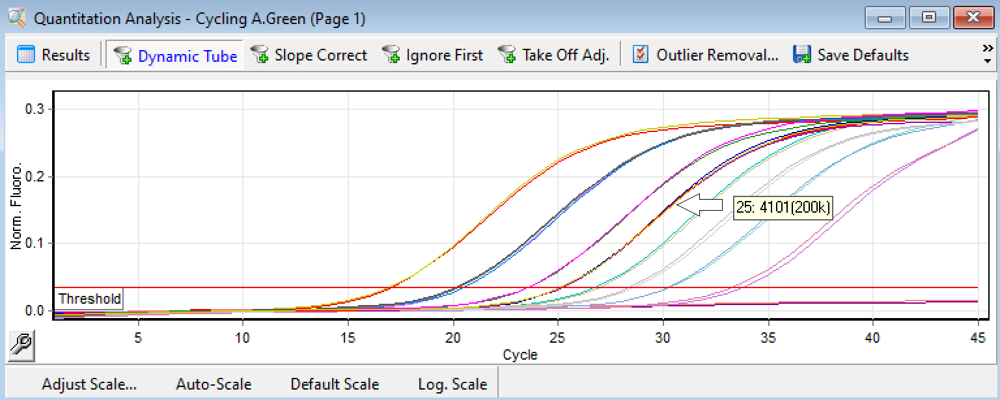 Quantitation Analysis - Cycling A.Green (Page 1)
Results Dynamic Tube Slope Correct Ignore First Take Off Adj. Outlier Removal... Save Defaults
Norm. Fluoro.
0.3
0.2
25: 4101(200k)
0.1
Threshold
0.0
5 10 15 20 25 30 35 40 45
Cycle
Adjust Scale... Auto-Scale Default Scale Log. Scale